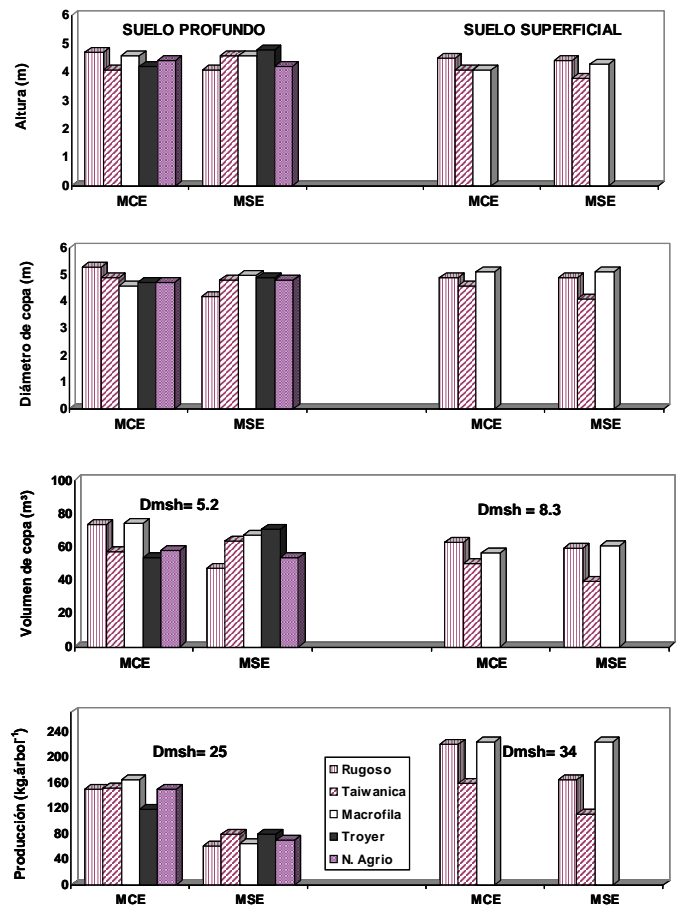 SUELO PROFUNDO SUELO SUPERFICIAL
Altura (m)
6
5
4
3
2
1
0
MCE MSE MCE MSE
Diámetro de copa (m)
6
5
4
3
2
1
0
MCE MSE MCE MSE
Volumen de copa (m³)
100
80
60
40
20
0
Dmsh= 5.2 Dmsh = 8.3
MCE MSE MCE MSE
Producción (kg.árbol⁻¹)
240
200
160
120
80
40
0
Dmsh= 25 Dmsh= 34
Rugoso
Taiwanica
Macrofila
Troyer
N. Agrio
MCE MSE MCE MSE